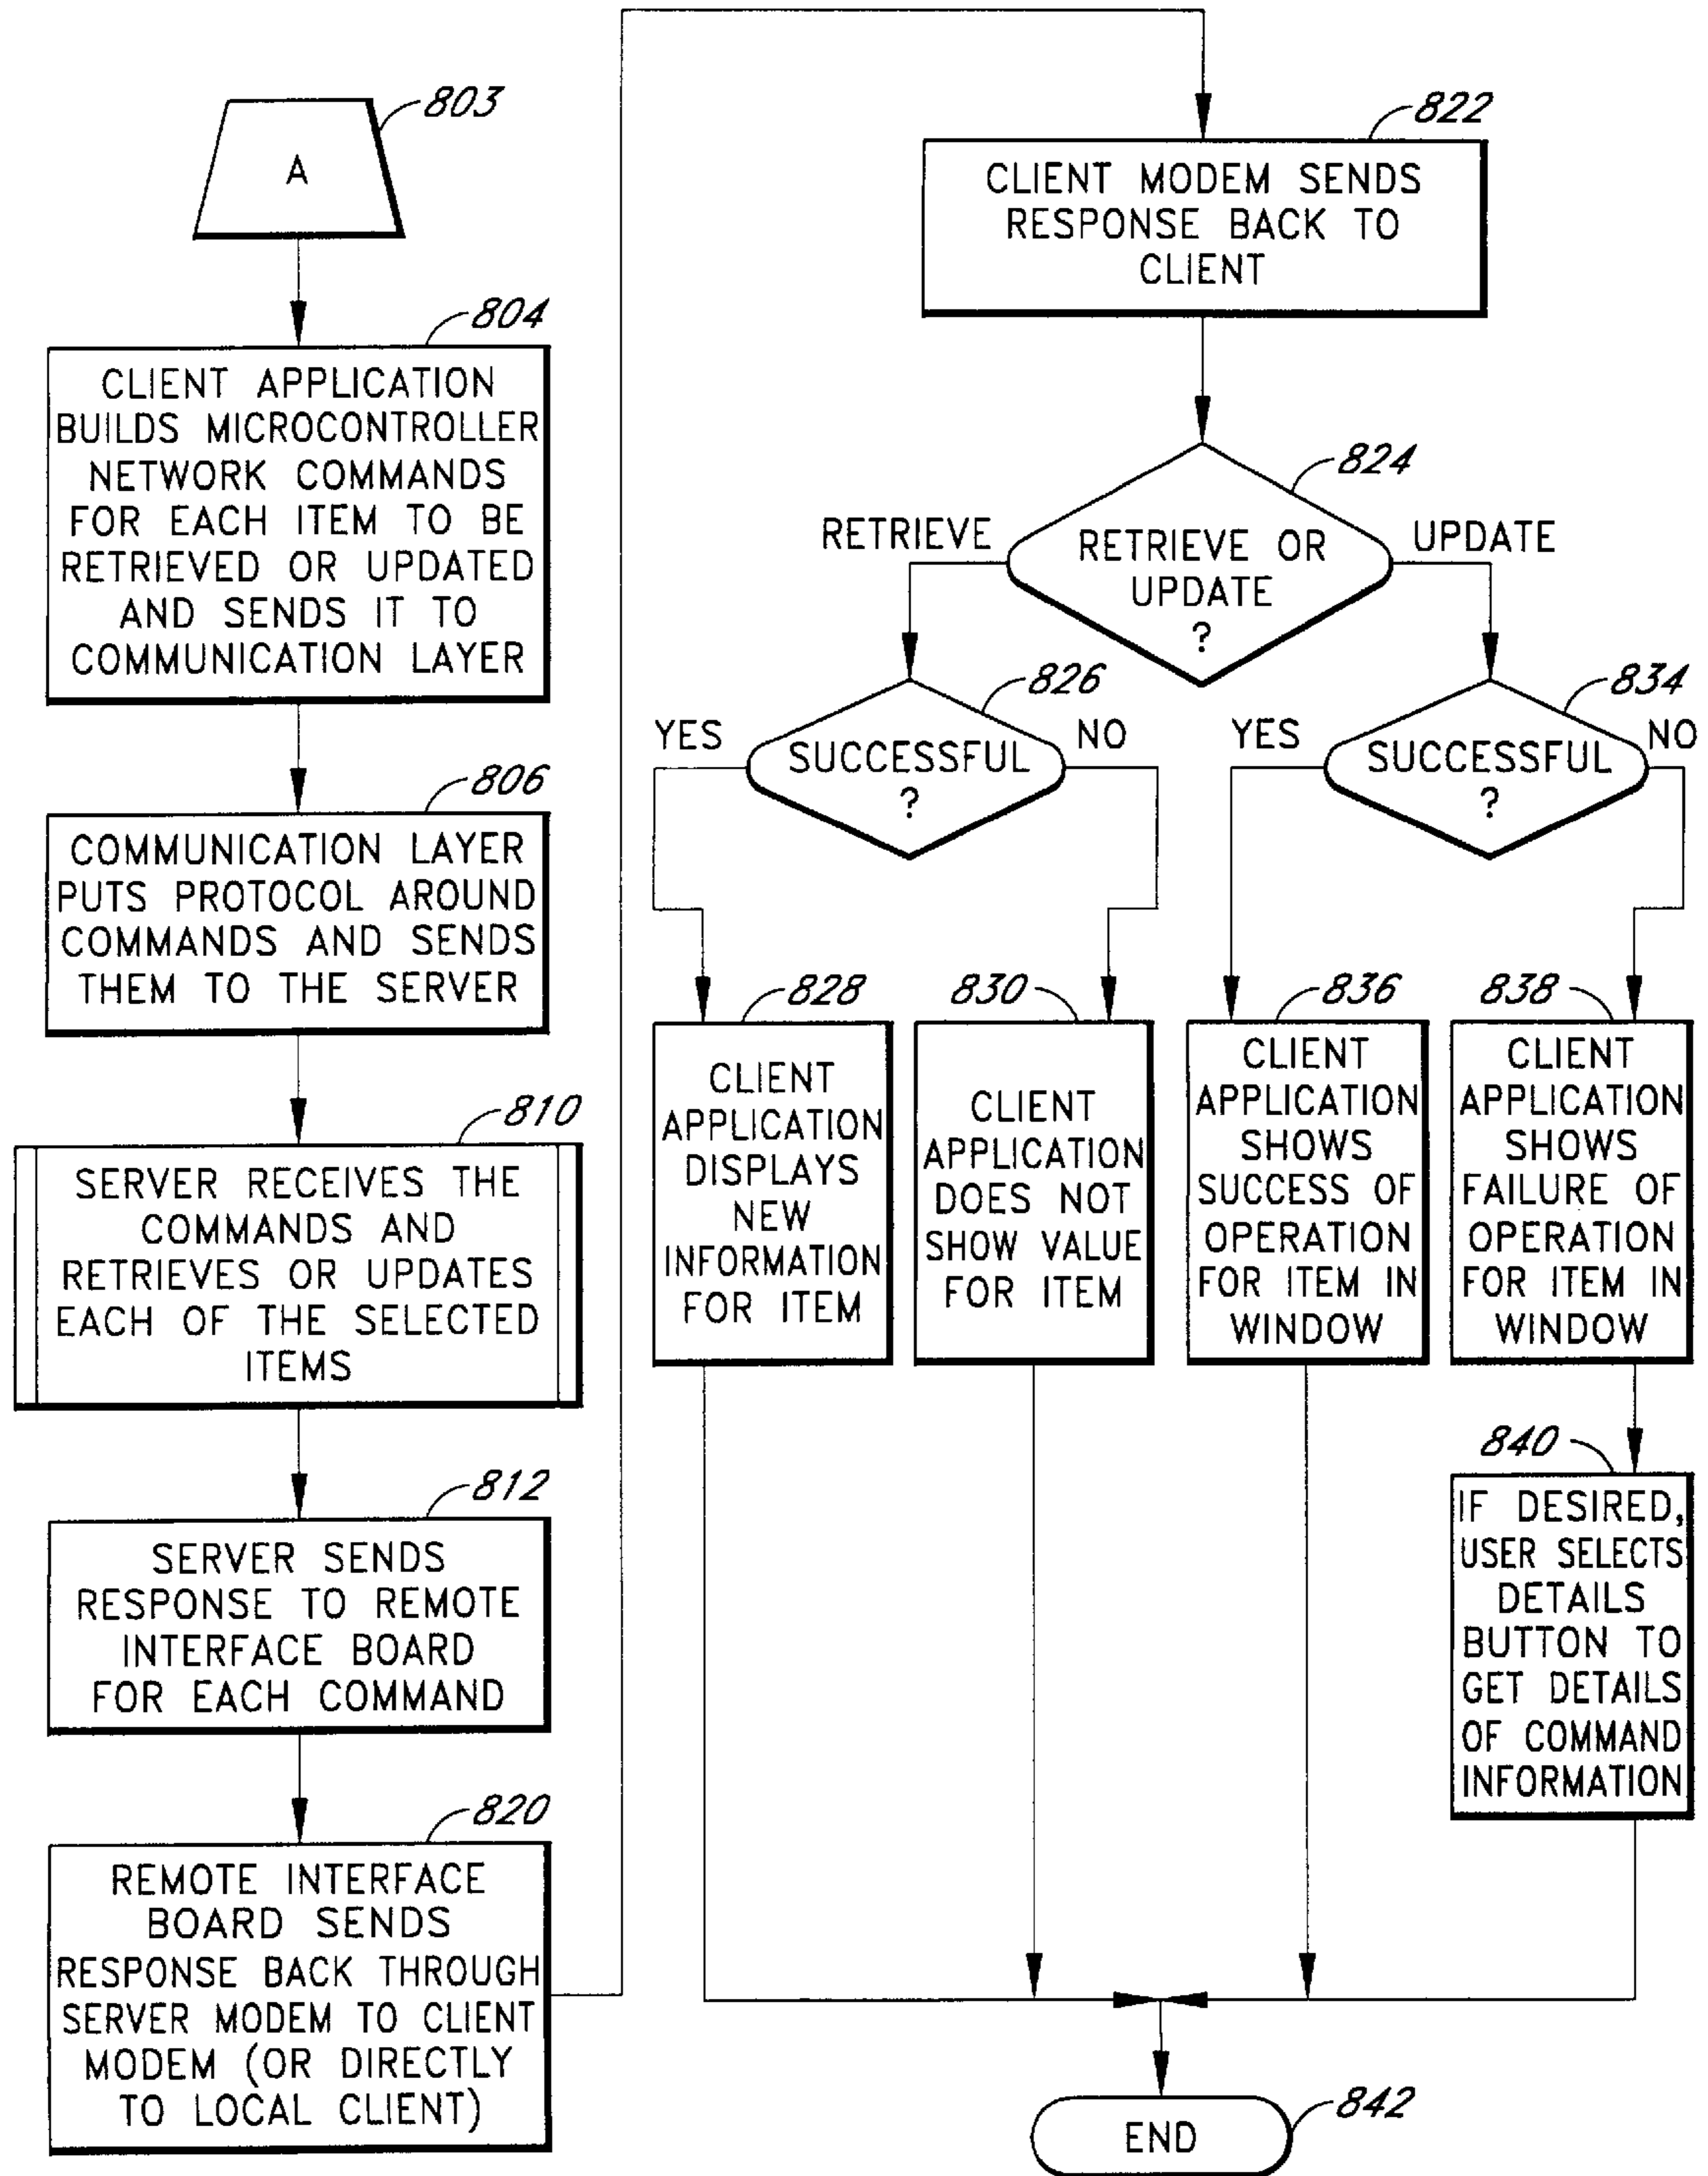 803
A
804
CLIENT APPLICATION
BUILDS MICROCONTROLLER
NETWORK COMMANDS
FOR EACH ITEM TO BE
RETRIEVED OR UPDATED
AND SENDS IT TO
COMMUNICATION LAYER
806
COMMUNICATION LAYER
PUTS PROTOCOL AROUND
COMMANDS AND SENDS
THEM TO THE SERVER
810
SERVER RECEIVES THE
COMMANDS AND
RETRIEVES OR UPDATES
EACH OF THE SELECTED
ITEMS
812
SERVER SENDS
RESPONSE TO REMOTE
INTERFACE BOARD
FOR EACH COMMAND
820
REMOTE INTERFACE
BOARD SENDS
RESPONSE BACK THROUGH
SERVER MODEM TO CLIENT
MODEM (OR DIRECTLY
TO LOCAL CLIENT)
822
CLIENT MODEM SENDS
RESPONSE BACK TO
CLIENT
824
RETRIEVE
RETRIEVE OR
UPDATE
?
UPDATE
826
YES
SUCCESSFUL
?
NO
834
YES
SUCCESSFUL
?
NO
828
CLIENT
APPLICATION
DISPLAYS
NEW
INFORMATION
FOR ITEM
830
CLIENT
APPLICATION
DOES NOT
SHOW VALUE
FOR ITEM
836
CLIENT
APPLICATION
SHOWS
SUCCESS OF
OPERATION
FOR ITEM IN
WINDOW
838
CLIENT
APPLICATION
SHOWS
FAILURE OF
OPERATION
FOR ITEM IN
WINDOW
840
IF DESIRED,
USER SELECTS
DETAILS
BUTTON TO
GET DETAILS
OF COMMAND
INFORMATION
842
END